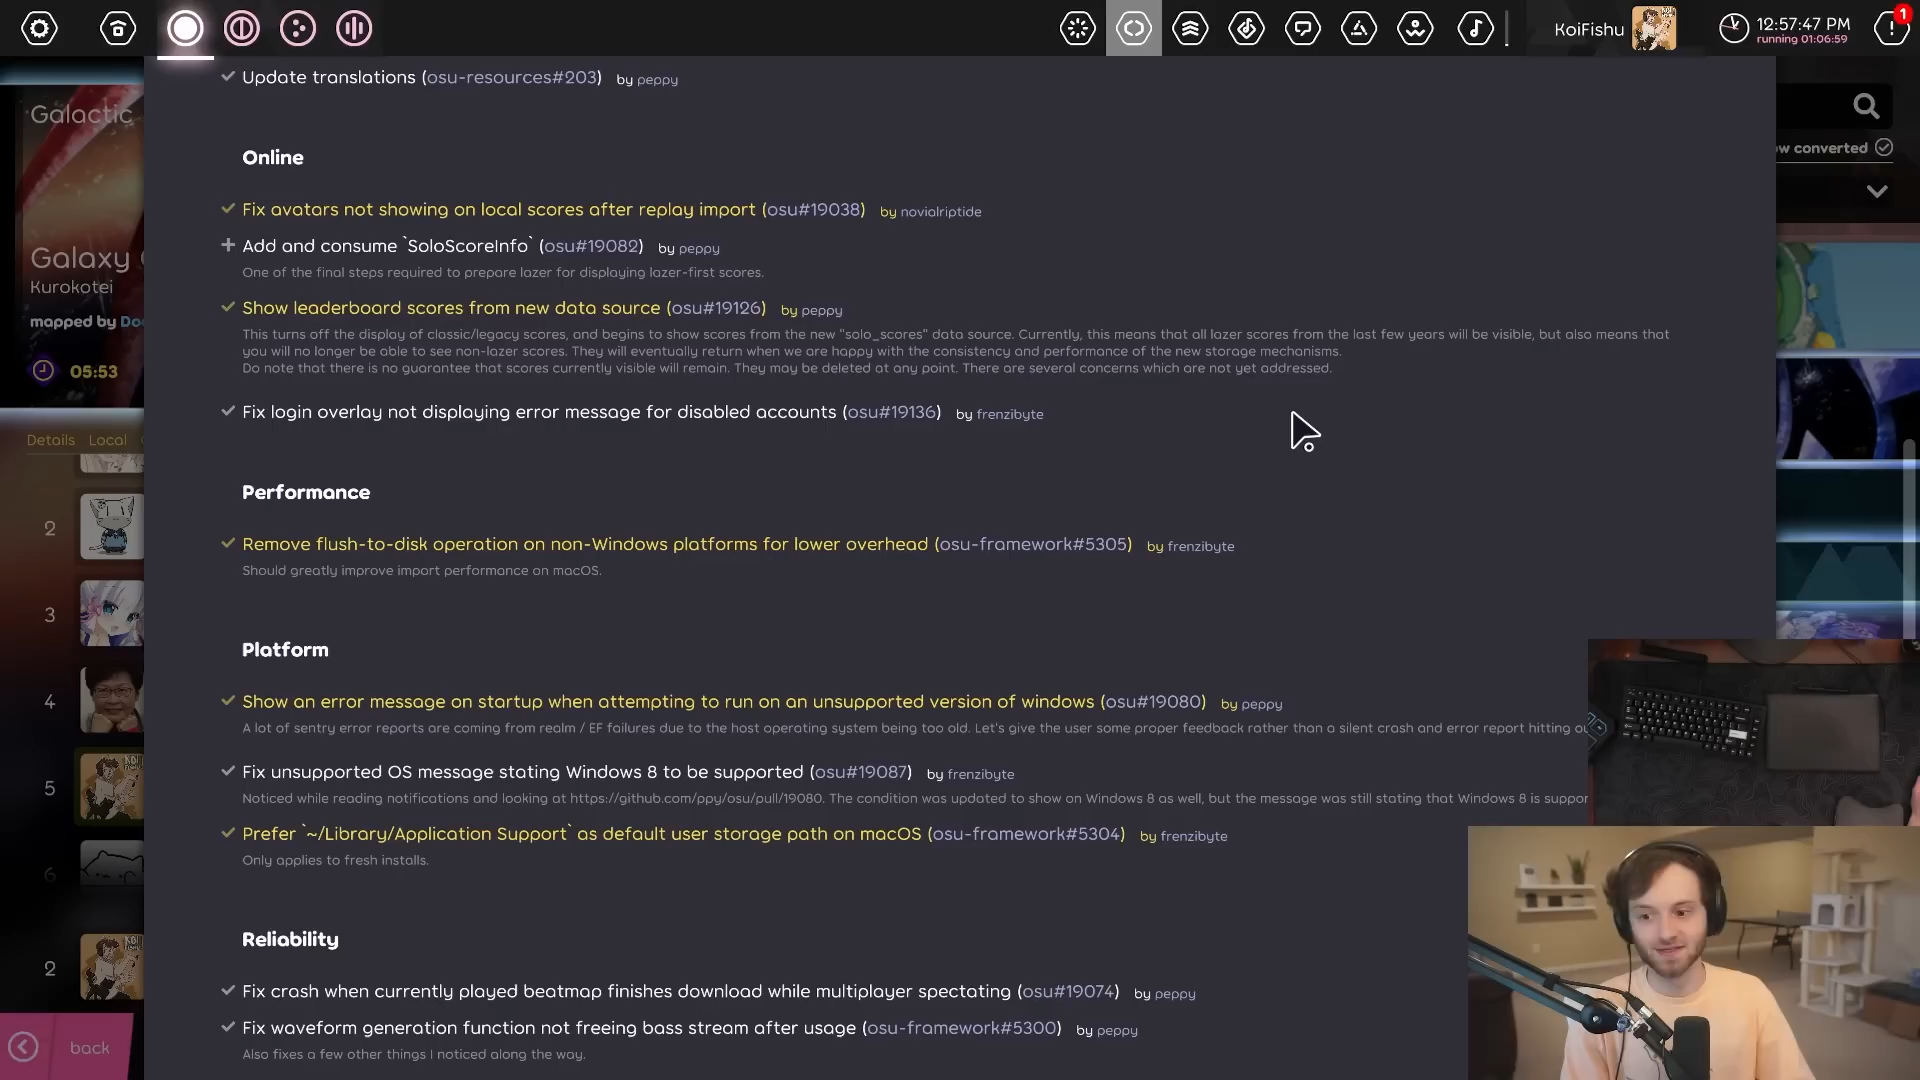 KoiFishu
12:57:47 PM
running 01:06:59
1
Update translations (osu-resources#203) by peppy
Galactic
Online
w converted
Fix avatars not showing on local scores after replay import (osu#19038) by novialriptide
Add and consume `SoloScoreInfo` (osu#19082) by peppy
One of the final steps required to prepare lazer for displaying lazer-first scores.
Galaxy
Kurokotei
mapped by Do
05:53
Show leaderboard scores from new data source (osu#19126) by peppy
This turns off the display of classic/legacy scores, and begins to show scores from the new "solo_scores" data source. Currently, this means that all lazer scores from the last few years will be visible, but also means that
you will no longer be able to see non-lazer scores. They will eventually return when we are happy with the consistency and performance of the new storage mechanisms.
Do note that there is no guarantee that scores currently visible will remain. They may be deleted at any point. There are several concerns which are not yet addressed.
Fix login overlay not displaying error message for disabled accounts (osu#19136) by frenzibyte
Details Local
Performance
Remove flush-to-disk operation on non-Windows platforms for lower overhead (osu-framework#5305) by frenzibyte
Should greatly improve import performance on macOS.
2
3
4
5
6
2
Platform
Show an error message on startup when attempting to run on an unsupported version of windows (osu#19080) by peppy
A lot of sentry error reports are coming from realm / EF failures due to the host operating system being too old. Let's give the user some proper feedback rather than a silent crash and error report hitting ou
Fix unsupported OS message stating Windows 8 to be supported (osu#19087) by frenzibyte
Noticed while reading notifications and looking at https://github.com/ppy/osu/pull/19080. The condition was updated to show on Windows 8 as well, but the message was still stating that Windows 8 is suppor
Prefer `~/Library/Application Support` as default user storage path on macOS (osu-framework#5304) by frenzibyte
Only applies to fresh installs.
Reliability
Fix crash when currently played beatmap finishes download while multiplayer spectating (osu#19074) by peppy
Fix waveform generation function not freeing bass stream after usage (osu-framework#5300) by peppy
Also fixes a few other things I noticed along the way.
back